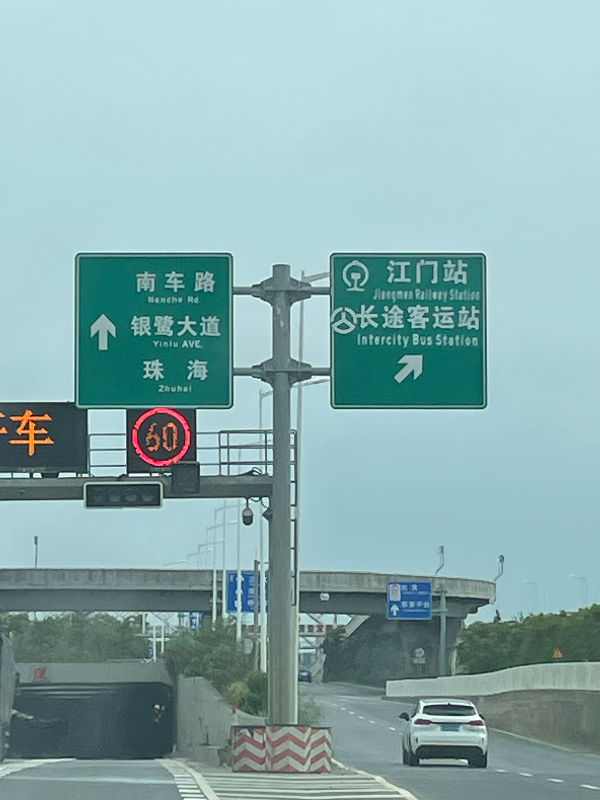 南车路
Nanche Rd.
银鹭大道
Yinlu AVE.
珠海
Zhuhai
江门站
Jiangmen Railway Station
长途客运站
Intercity Bus Station
车
60